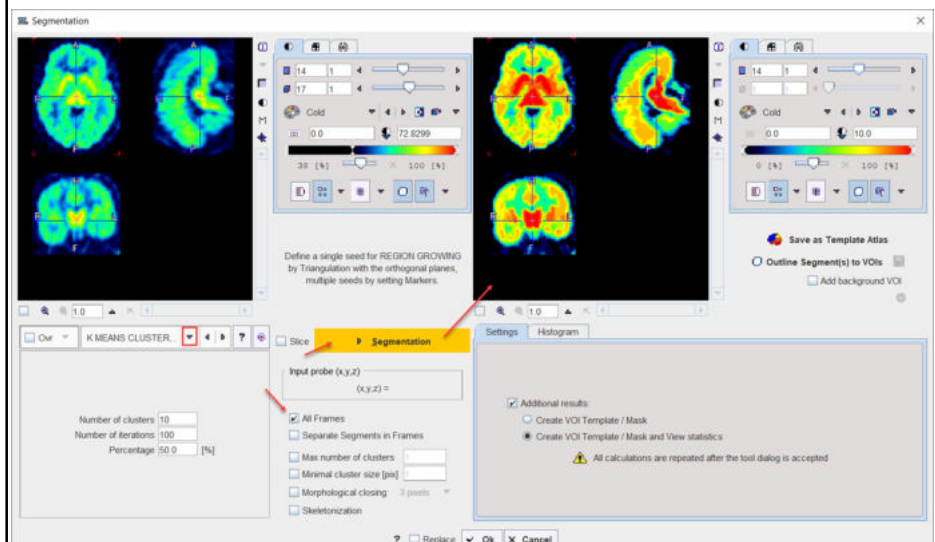 Segmentation
14 1
17 1
Cold
0.0 72.8299
38 [%] 100 [%]
Define a single seed for REGION GROWING
by Triangulation with the orthogonal planes,
multiple seeds by setting Markers.
14 1
Cold
0.0 10.0
0 [%] 100 [%]
Save as Template Atlas
Outline Segment(s) to VOIs
Add background VOI
1.0
1.0
Ovr K MEANS CLUSTER... ?
Slice Segmentation
Input probe (x,y,z)
(x,y,z) =
Number of clusters 10
Number of iterations 100
Percentage 50.0 [%]
All Frames
Separate Segments in Frames
Max number of clusters
Minimal cluster size [pix]
Morphological closing: 3 pixels
Skeletonization
Settings Histogram
Additional results:
Create VOI Template / Mask
Create VOI Template / Mask and View statistics
All calculations are repeated after the tool dialog is accepted
? Replace Ok Cancel